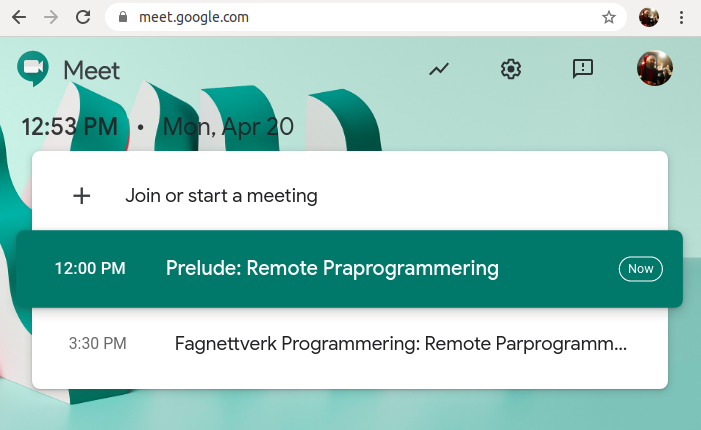 meet.google.com
Meet
12:53 PM • Mon, Apr 20
Join or start a meeting
12:00 PM Prelude: Remote Praprogrammering Now
3:30 PM Fagnettverk Programmering: Remote Parprogramm...